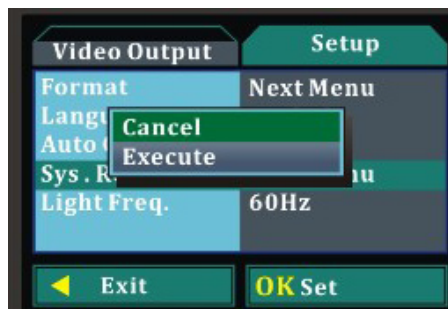 Video Output
Setup
Format Next Menu
Cancel
Execute
Light Freq. 60Hz
Exit
OK Set